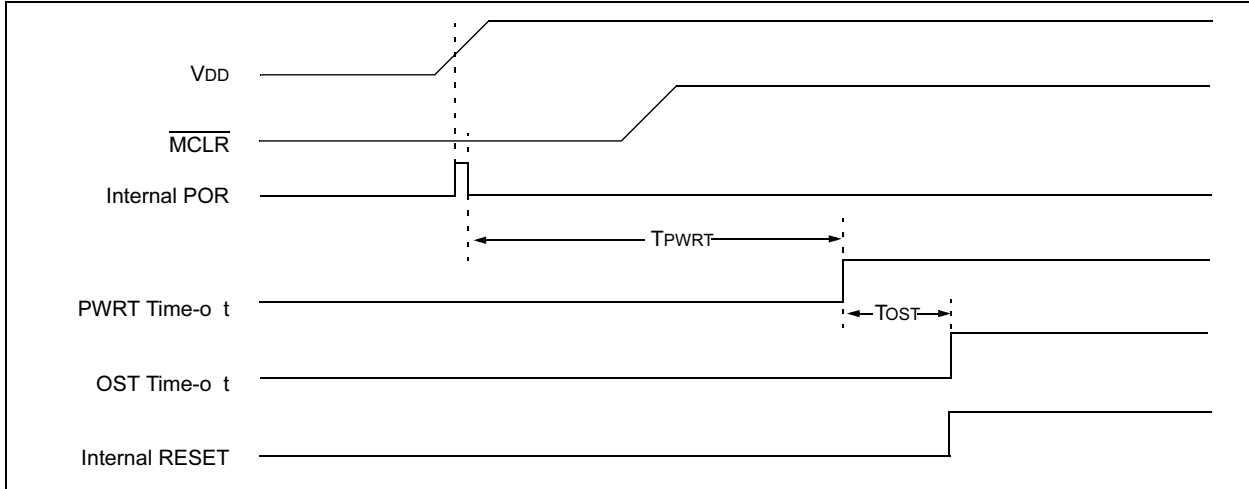 VDD
MCLR
Internal POR
TPWRT
PWRT Time-o t
TOST
OST Time-o t
Internal RESET